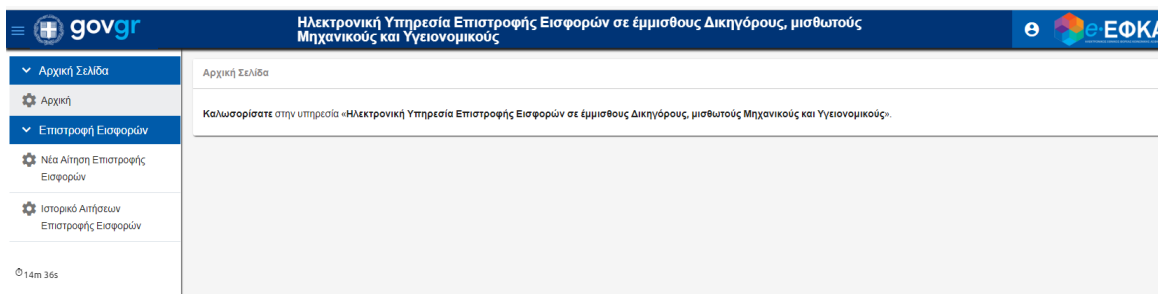 govgr
Ηλεκτρονική Υπηρεσία Επιστροφής Εισφορών σε έμμισθους Δικηγόρους, μισθωτούς
Μηχανικούς και Υγειονομικούς
e-ΕΦΚΑ
Αρχική Σελίδα
Αρχική
Επιστροφή Εισφορών
Νέα Αίτηση Επιστροφής
Εισφορών
Ιστορικό Αιτήσεων
Επιστροφής Εισφορών
14m 36s
Αρχική Σελίδα
Καλωσορίσατε στην υπηρεσία «Ηλεκτρονική Υπηρεσία Επιστροφής Εισφορών σε έμμισθους Δικηγόρους, μισθωτούς Μηχανικούς και Υγειονομικούς».